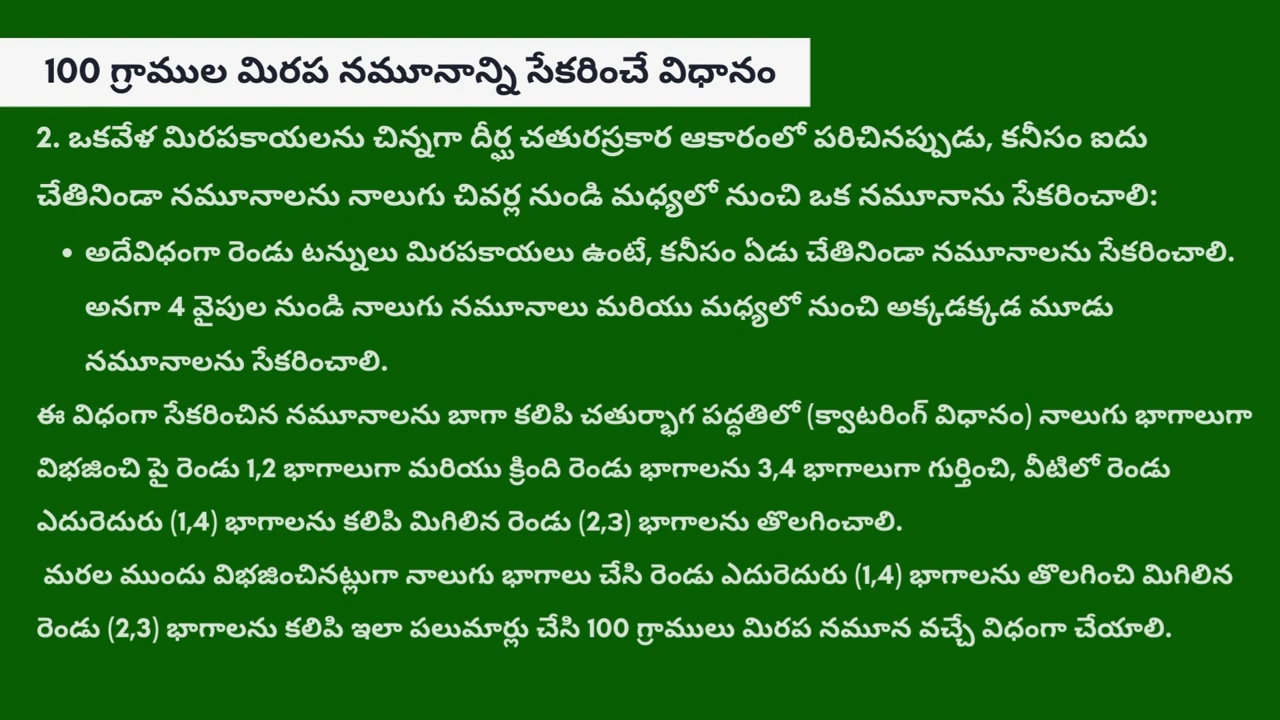 100 గ్రాముల మిరప నమూనాన్ని సేకరించే విధానం
2. ఒకవేళ మిరపకాయలను చిన్నగా దీర్ఘ చతురస్రకార ఆకారంలో పరిచినప్పుడు, కనీసం ఐదు
చేతినిండా నమూనాలను నాలుగు చివర్ల నుండి మధ్యలో నుంచి ఒక నమూనాను సేకరించాలి:
• అదేవిధంగా రెండు టన్నులు మిరపకాయలు ఉంటే, కనీసం ఏడు చేతినిండా నమూనాలను సేకరించాలి.
అనగా 4 వైపుల నుండి నాలుగు నమూనాలు మరియు మధ్యలో నుంచి అక్కడక్కడ మూడు
నమూనాలను సేకరించాలి.
ఈ విధంగా సేకరించిన నమూనాలను బాగా కలిపి చతుర్భాగ పద్ధతిలో (క్వాటరింగ్ విధానం) నాలుగు భాగాలుగా
విభజించి పై రెండు 1,2 భాగాలుగా మరియు క్రింది రెండు భాగాలను 3,4 భాగాలుగా గుర్తించి, వీటిలో రెండు
ఎదురెదురు (1,4) భాగాలను కలిపి మిగిలిన రెండు (2,3) భాగాలను తొలగించాలి.
మరల ముందు విభజించినట్లుగా నాలుగు భాగాలు చేసి రెండు ఎదురెదురు (1,4) భాగాలను తొలగించి మిగిలిన
రెండు (2,3) భాగాలను కలిపి ఇలా పలుమార్లు చేసి 100 గ్రాములు మిరప నమూన వచ్చే విధంగా చేయాలి.